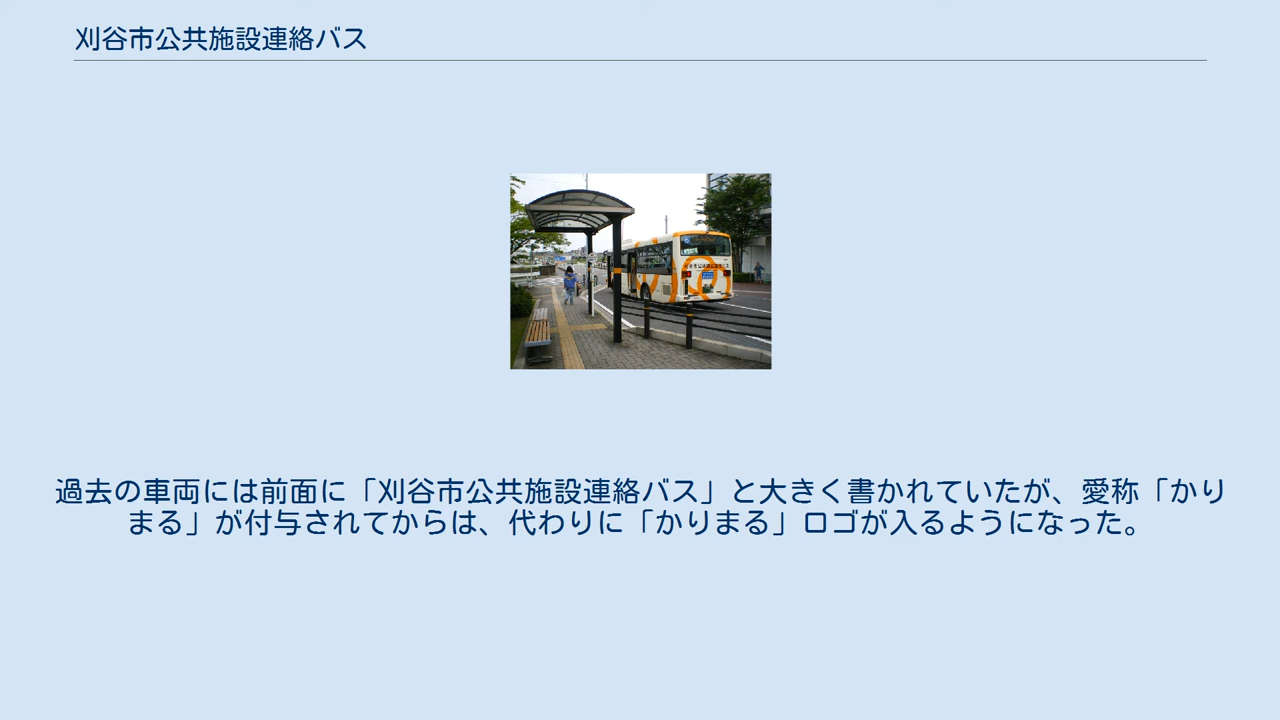 刈谷市公共施設連絡バス
過去の車両には前面に「刈谷市公共施設連絡バス」と大きく書かれていたが、愛称「かり
まる」が付与されてからは、代わりに「かりまる」ロゴが入るようになった。